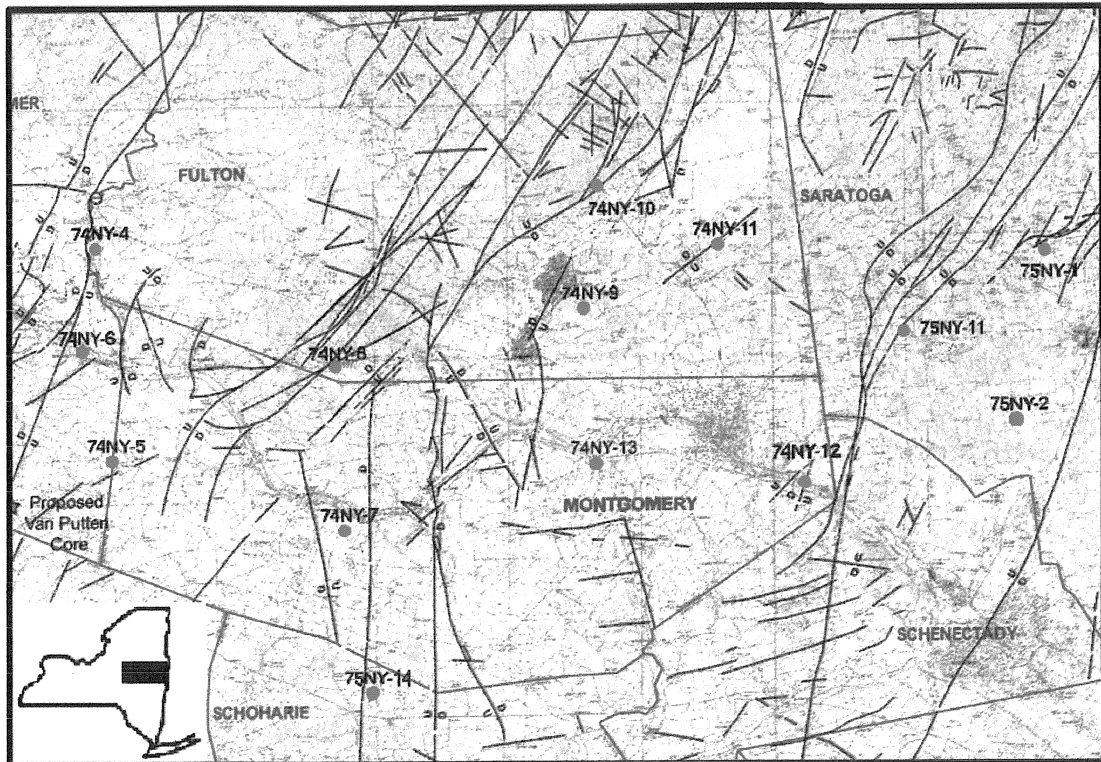 MER
FULTON
SARATOGA
74NY-10
74NY-4
74NY-11
75NY-1
74NY-9
75NY-11
74NY-6
74NY-8
75NY-2
74NY-5
74NY-13
74NY-12
Proposed
Van Putten
Core
74NY-7
MONTGOMERY
SCHENECTADY
75NY-14
SCHOHARIE